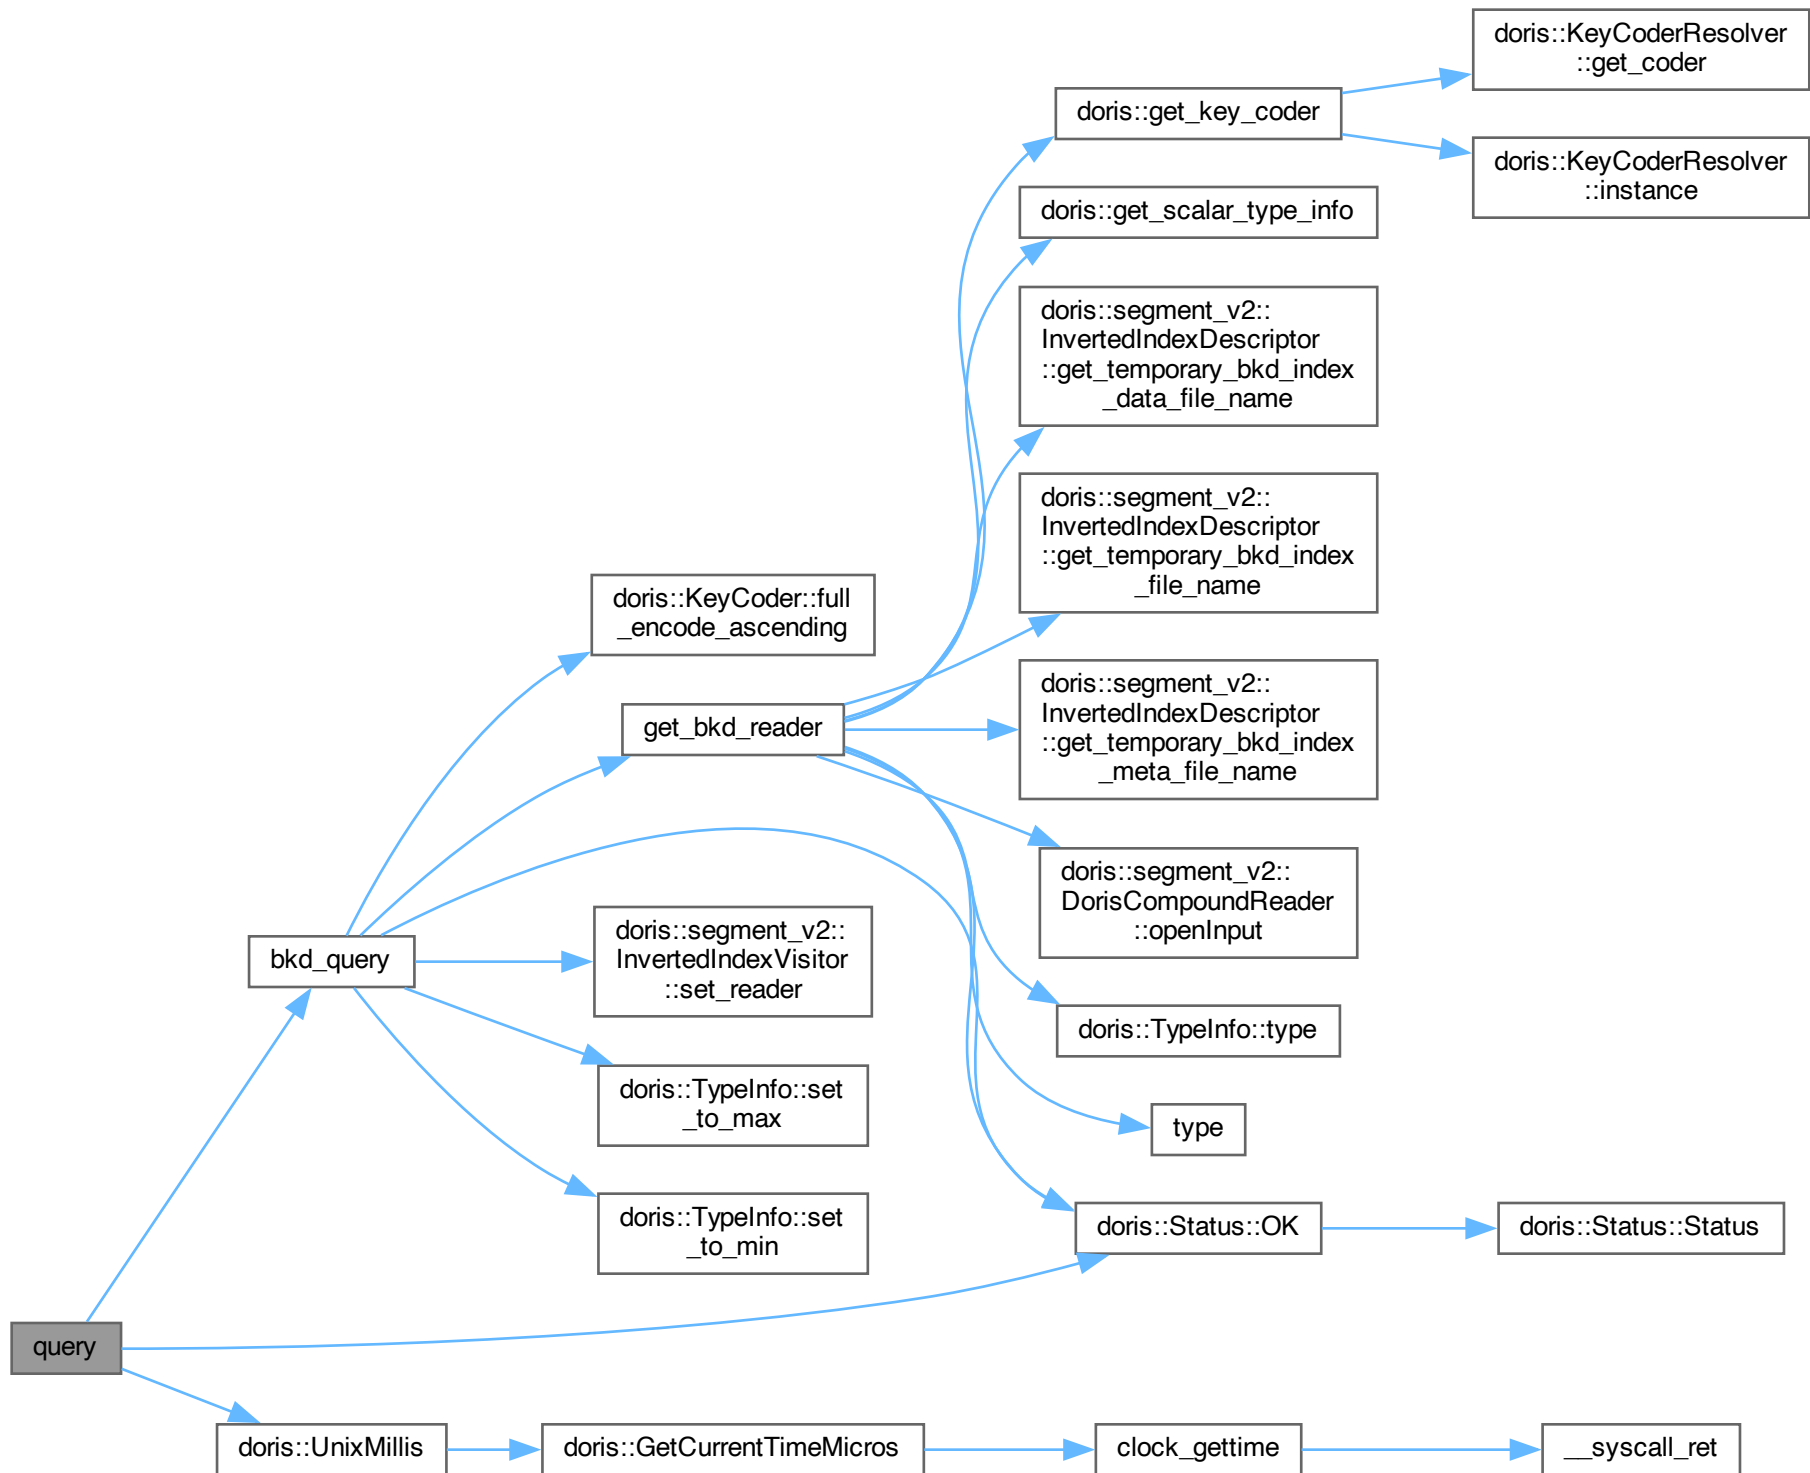 doris::KeyCoderResolver
::get_coder
doris::get_key_coder
doris::KeyCoderResolver
::instance
doris::get_scalar_type_info
doris::segment_v2::
InvertedIndexDescriptor
::get_temporary_bkd_index
_data_file_name
doris::segment_v2::
InvertedIndexDescriptor
::get_temporary_bkd_index
_file_name
doris::KeyCoder::full
_encode_ascending
get_bkd_reader
doris::segment_v2::
InvertedIndexDescriptor
::get_temporary_bkd_index
_meta_file_name
doris::segment_v2::
DorisCompoundReader
::openInput
bkd_query
doris::segment_v2::
InvertedIndexVisitor
::set_reader
doris::TypeInfo::type
doris::TypeInfo::set
_to_max
type
doris::TypeInfo::set
_to_min
doris::Status::OK
doris::Status::Status
query
doris::UnixMillis
doris::GetCurrentTimeMicros
clock_gettime
__syscall_ret